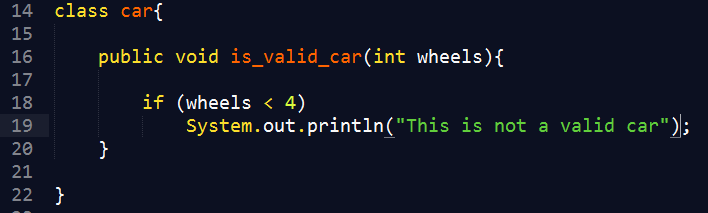 14 class car{
15
16     public void is_valid_car(int wheels){
17
18         if (wheels < 4)
19             System.out.println("This is not a valid car");
20     }
21
22 }